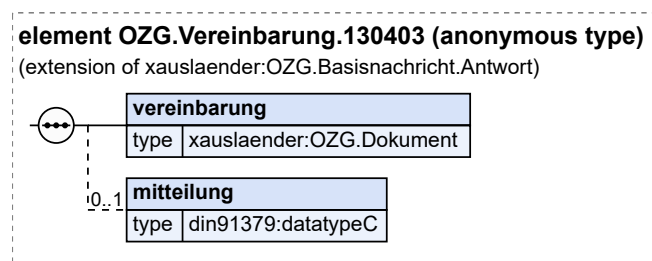 element OZG.Vereinbarung.130403 (anonymous type)
(extension of xauslaender:OZG.Basisnachricht.Antwort)
vereinbarung
type xauslaender:OZG.Dokument
0..1
mitteilung
type din91379:datatypeC